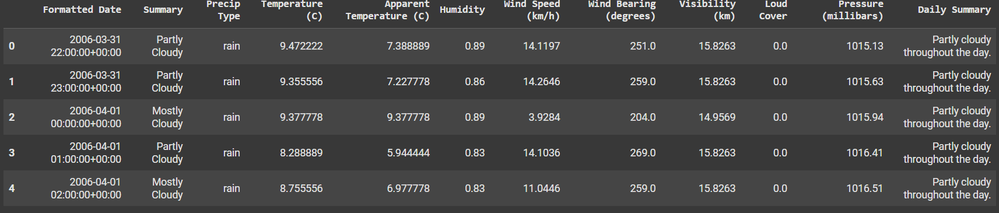 Formatted Date Summary Precip Type Temperature (C) Apparent Temperature (C) Humidity Wind Speed (km/h) Wind Bearing (degrees) Visibility (km) Loud Cover Pressure (millibars) Daily Summary
0 2006-03-31 22:00:00+00:00 Partly Cloudy rain 9.472222 7.388889 0.89 14.1197 251.0 15.8263 0.0 1015.13 Partly cloudy throughout the day.
1 2006-03-31 23:00:00+00:00 Partly Cloudy rain 9.355556 7.227778 0.86 14.2646 259.0 15.8263 0.0 1015.63 Partly cloudy throughout the day.
2 2006-04-01 00:00:00+00:00 Mostly Cloudy rain 9.377778 9.377778 0.89 3.9284 204.0 14.9569 0.0 1015.94 Partly cloudy throughout the day.
3 2006-04-01 01:00:00+00:00 Partly Cloudy rain 8.288889 5.944444 0.83 14.1036 269.0 15.8263 0.0 1016.41 Partly cloudy throughout the day.
4 2006-04-01 02:00:00+00:00 Mostly Cloudy rain 8.755556 6.977778 0.83 11.0446 259.0 15.8263 0.0 1016.51 Partly cloudy throughout the day.